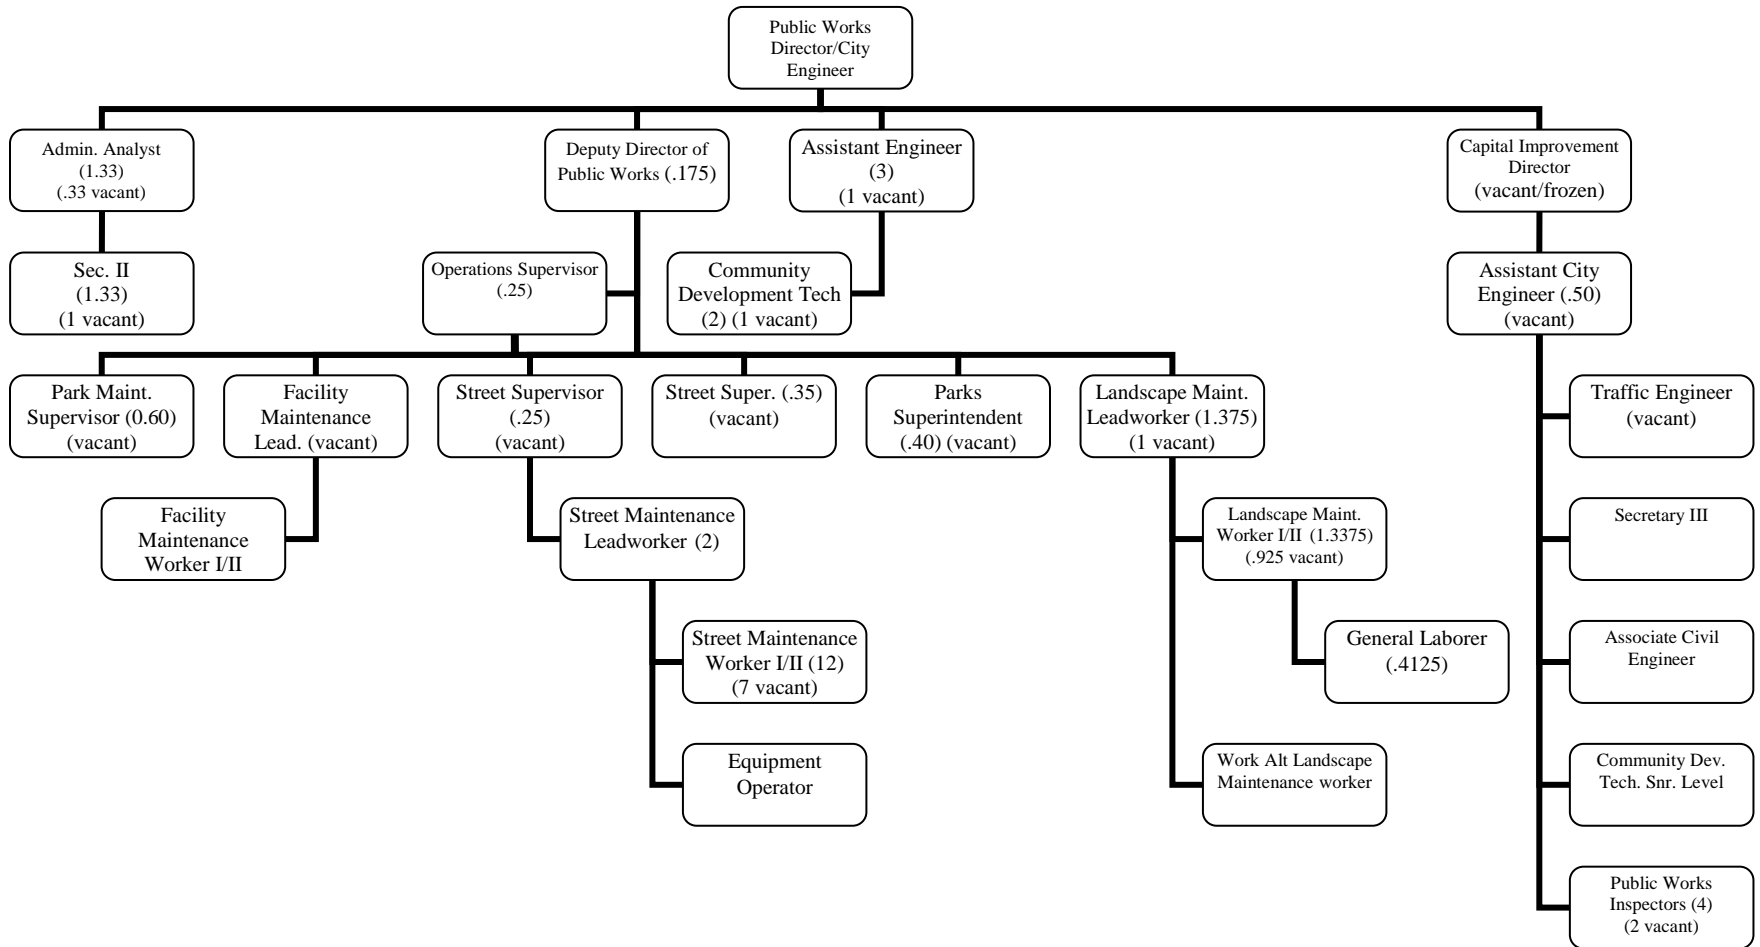 Public Works
Director/City
Engineer
Admin. Analyst
(1.33)
(.33 vacant)
Deputy Director of
Public Works (.175)
Assistant Engineer
(3)
(1 vacant)
Capital Improvement
Director
(vacant/frozen)
Sec. II
(1.33)
(1 vacant)
Operations Supervisor
(.25)
Community
Development Tech
(2) (1 vacant)
Assistant City
Engineer (.50)
(vacant)
Park Maint.
Supervisor (0.60)
(vacant)
Facility
Maintenance
Lead. (vacant)
Street Supervisor
(.25)
(vacant)
Street Super. (.35)
(vacant)
Parks
Superintendent
(.40) (vacant)
Landscape Maint.
Leadworker (1.375)
(1 vacant)
Traffic Engineer
(vacant)
Facility
Maintenance
Worker I/II
Street Maintenance
Leadworker (2)
Landscape Maint.
Worker I/II (1.3375)
(.925 vacant)
Secretary III
Street Maintenance
Worker I/II (12)
(7 vacant)
General Laborer
(.4125)
Associate Civil
Engineer
Equipment
Operator
Work Alt Landscape
Maintenance worker
Community Dev.
Tech. Snr. Level
Public Works
Inspectors (4)
(2 vacant)